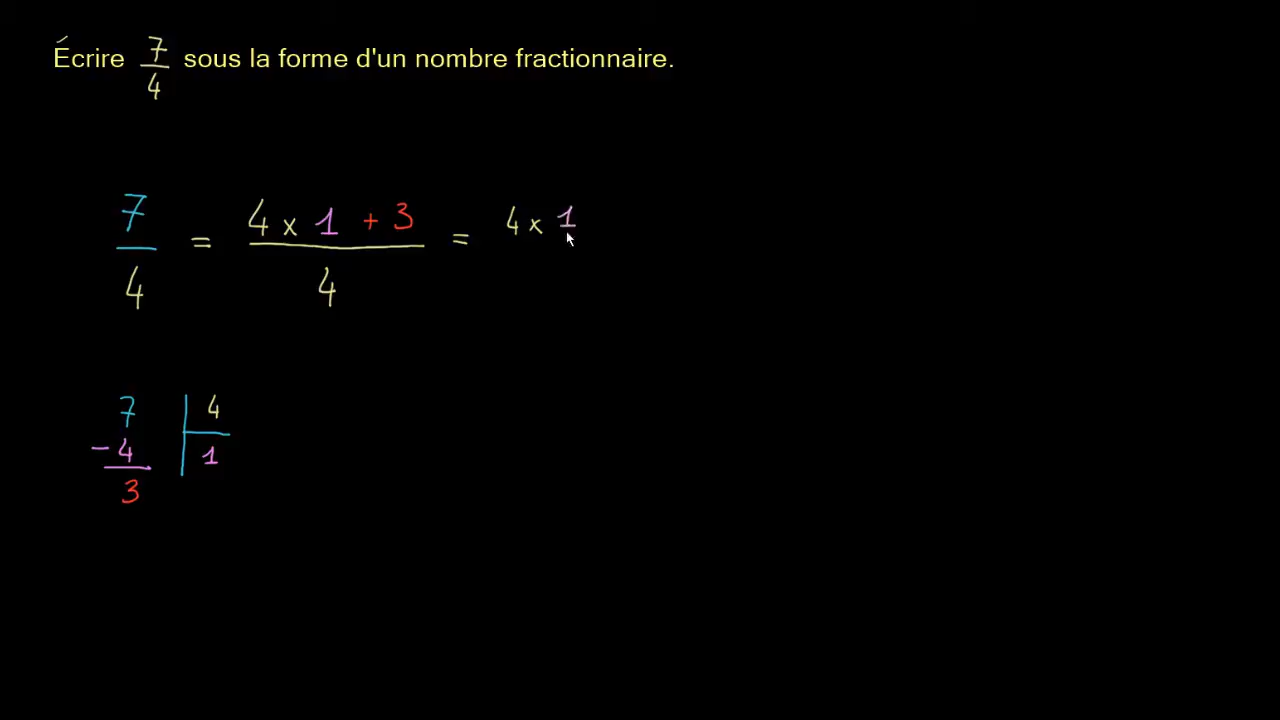 Écrire 7/4 sous la forme d'un nombre fractionnaire.
7/4 = (4 x 1 + 3)/4 = 4 x 1
7 | 4
- 4 | 1
3